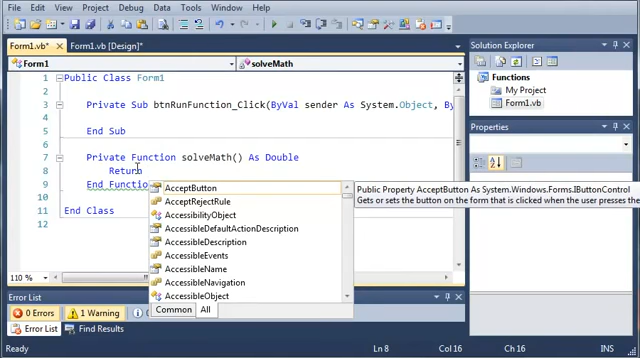 File Edit View Project Build Debug Data Tools Architecture Test Analyze Window Help
Form1.vb* Form1.vb [Design]*
Form1 solveMath
1 Public Class Form1
2
3 Private Sub btnRunFunction_Click(ByVal sender As System.Object, By
4
5 End Sub
6
7 Private Function solveMath() As Double
8 Return
9 End Function
10
11 End Class
12
AcceptButton
AcceptRejectRule
AccessibilityObject
AccessibleDefaultActionDescription
AccessibleDescription
AccessibleEvents
AccessibleName
AccessibleNavigation
AccessibleObject
Common All
Public Property AcceptButton As System.Windows.Forms.IButtonControl
Gets or sets the button on the form that is clicked when the user presses the
Solution Explorer
Functions
My Project
Form1.vb
Properties
110 %
Error List
0 Errors 1 Warning
Error List Find Results
Ready Ln 8 Col 16 Ch 16 INS